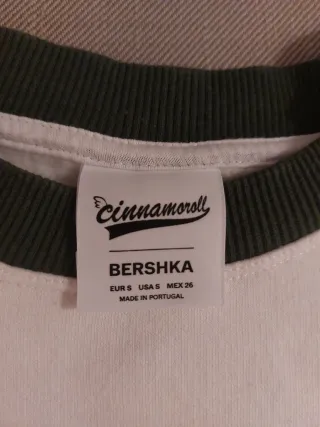 Cinnamoroll
BERSHKA
EUR S USA S MEX 26
MADE IN PORTUGAL